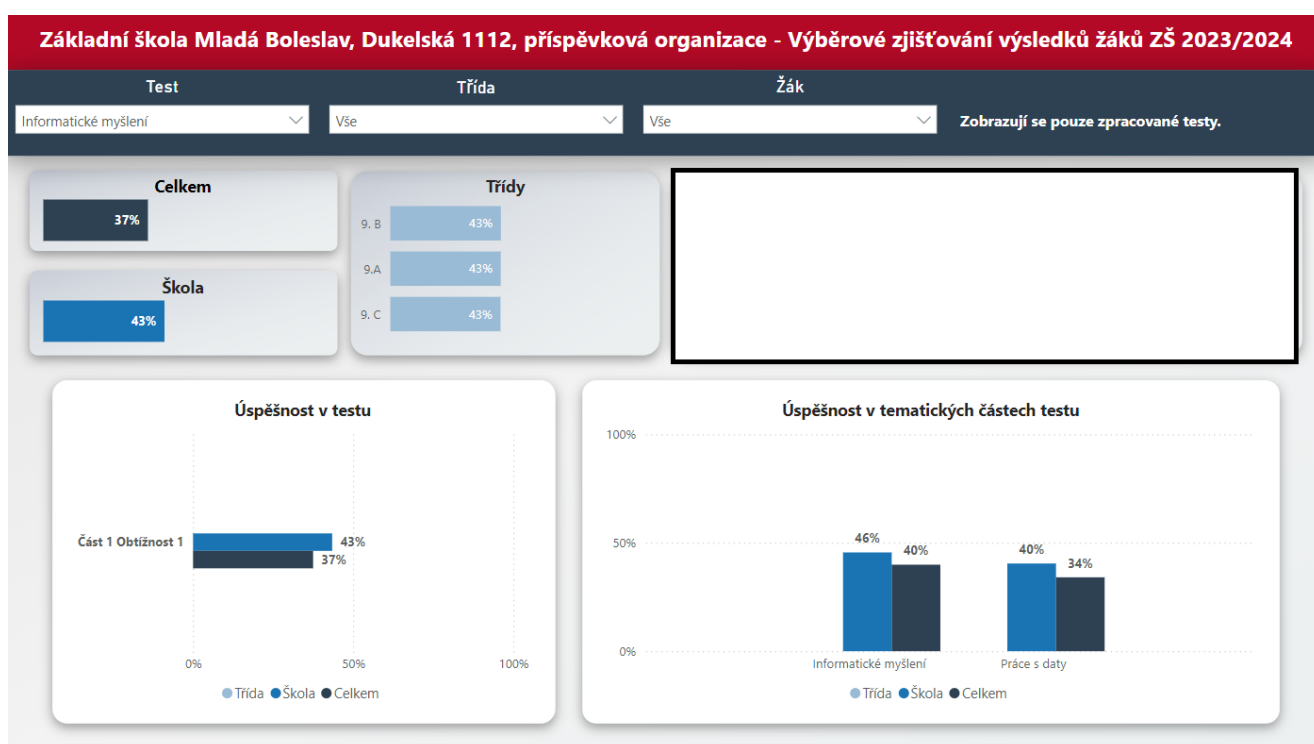 Základní škola Mladá Boleslav, Dukelská 1112, příspěvková organizace - Výběrové zjišťování výsledků žáků ZŠ 2023/2024
Test
Třída
Žák
Informatické myšlení
Vše
Vše
Zobrazují se pouze zpracované testy.
Celkem
37%
Škola
43%
Třídy
9. B
43%
9.A
43%
9. C
43%
Úspěšnost v testu
Část 1 Obtížnost 1
43%
37%
0%
50%
100%
Třída
Škola
Celkem
Úspěšnost v tematických částech testu
100%
50%
0%
46%
40%
40%
34%
Informatické myšlení
Práce s daty
Třída
Škola
Celkem